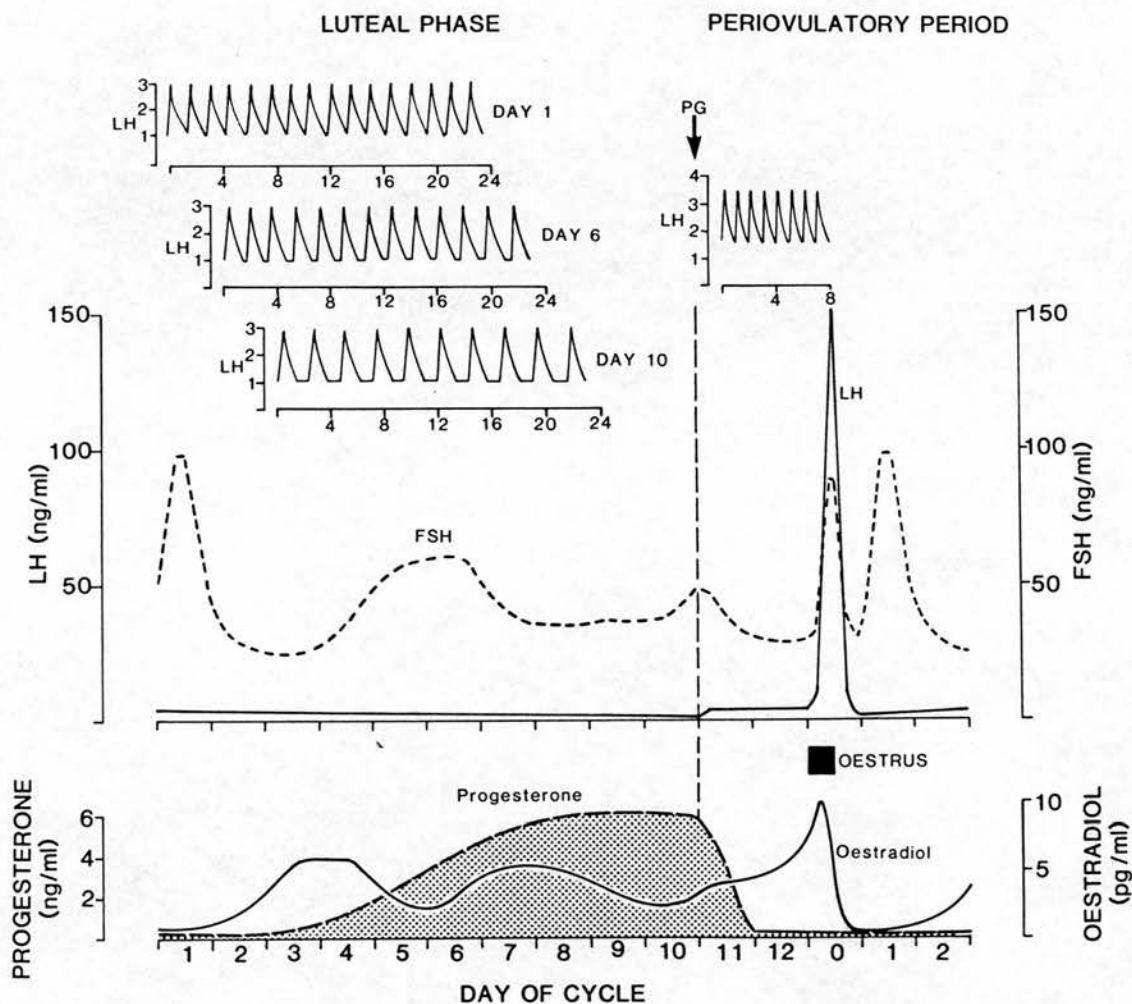 LUTEAL PHASE
PERIOVULATORY PERIOD
3
2
LH
1
DAY 1
4 8 12 16 20 24
3
2
LH
1
DAY 6
4 8 12 16 20 24
3
2
LH
1
DAY 10
4 8 12 16 20 24
PG
4
3
LH
2
1
4 8
150
100
50
LH (ng/ml)
150
100
50
FSH (ng/ml)
LH
FSH
OESTRUS
Progesterone
Oestradiol
6
4
2
PROGESTERONE
(ng/ml)
10
5
OESTRADIOL
(pg/ml)
1 2 3 4 5 6 7 8 9 10 11 12 0 1 2
DAY OF CYCLE